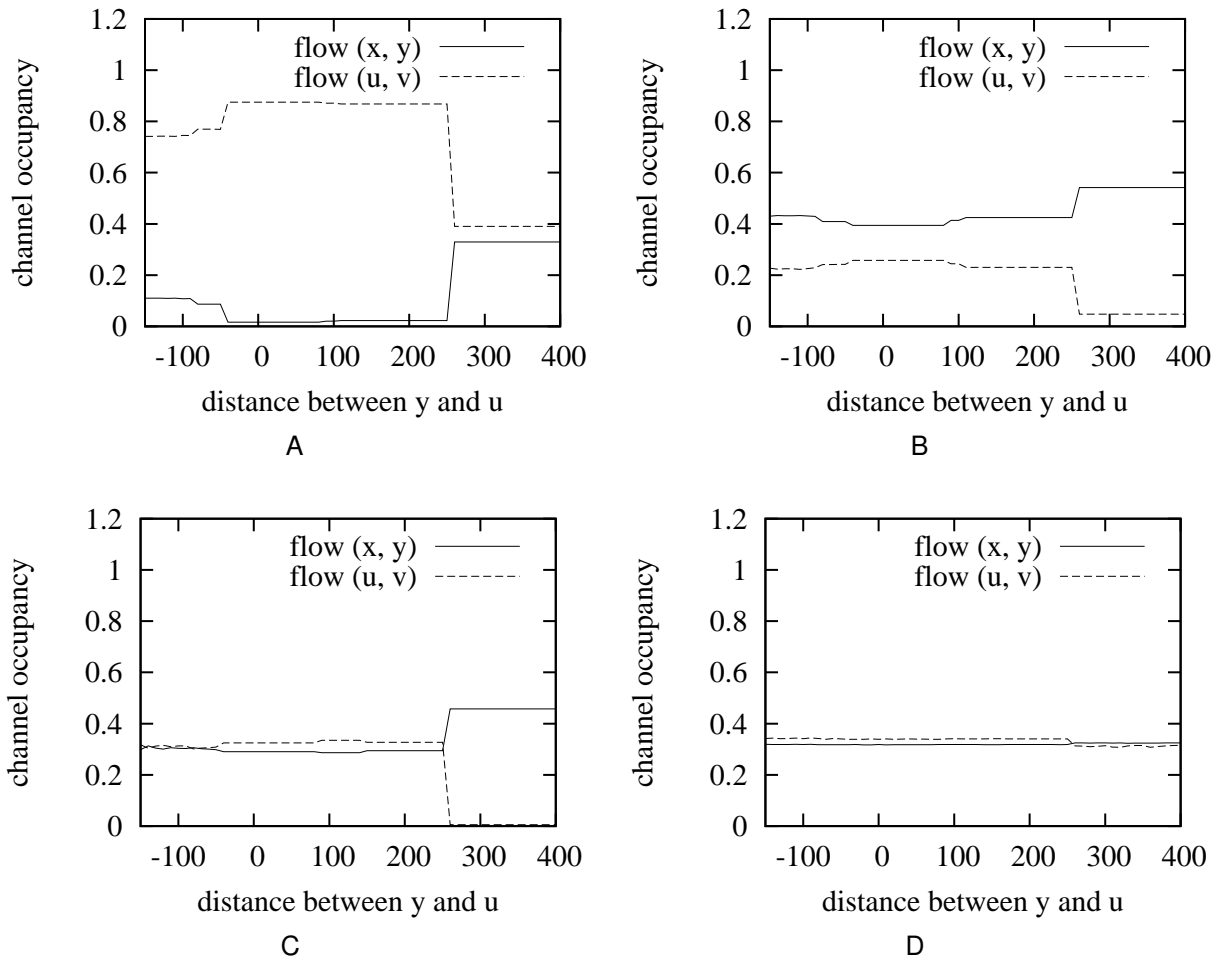 1.2
1
0.8
0.6
0.4
0.2
0
channel occupancy
flow (x, y)
flow (u, v)
-100 0 100 200 300 400
distance between y and u
A
1.2
1
0.8
0.6
0.4
0.2
0
channel occupancy
flow (x, y)
flow (u, v)
-100 0 100 200 300 400
distance between y and u
B
1.2
1
0.8
0.6
0.4
0.2
0
channel occupancy
flow (x, y)
flow (u, v)
-100 0 100 200 300 400
distance between y and u
C
1.2
1
0.8
0.6
0.4
0.2
0
channel occupancy
flow (x, y)
flow (u, v)
-100 0 100 200 300 400
distance between y and u
D